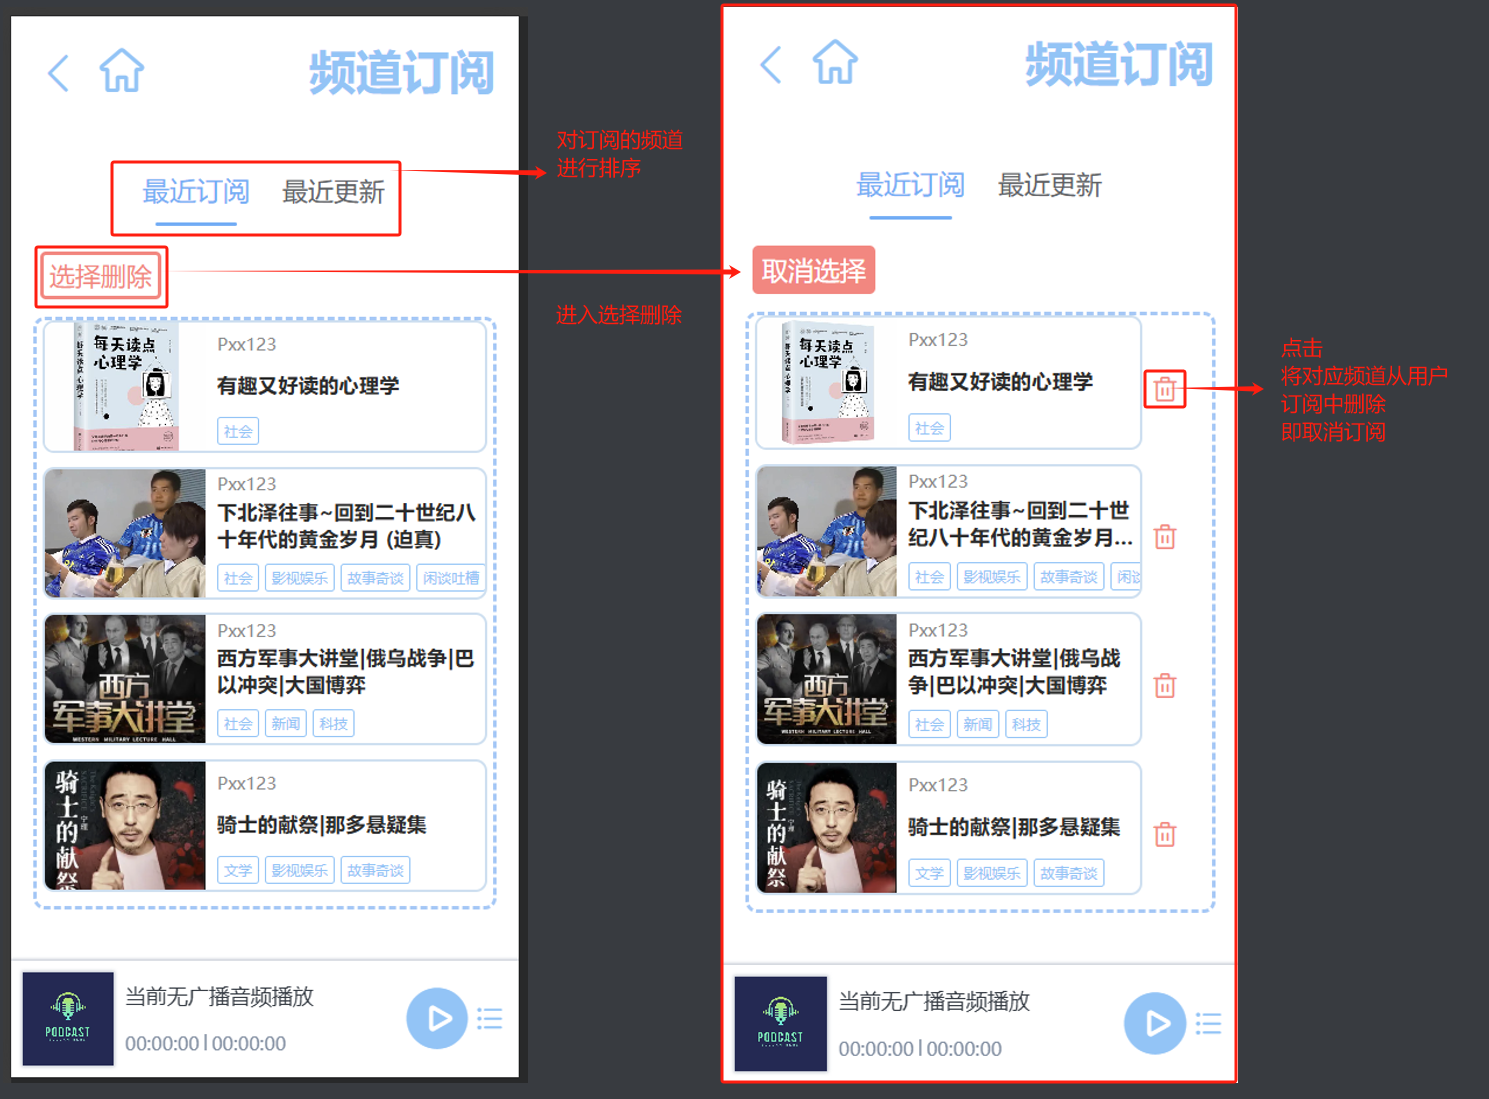 频道订阅
最近订阅 最近更新
选择删除
每天读点
心理学
每天读点心理学
Pxx123
有趣又好读的心理学
社会
Pxx123
下北泽往事~回到二十世纪八
十年代的黄金岁月 (迫真)
社会 影视娱乐 故事奇谈 闲谈吐槽
西方
军事大讲堂
WESTERN MILITARY LECTURE HALL
Pxx123
西方军事大讲堂|俄乌战争|巴
以冲突|大国博弈
社会 新闻 科技
骑士的献祭
Pxx123
骑士的献祭|那多悬疑集
文学 影视娱乐 故事奇谈
PODCAST
当前无广播音频播放
00:00:00 | 00:00:00
对订阅的频道
进行排序
进入选择删除
频道订阅
最近订阅 最近更新
取消选择
每天读点
心理学
每天读点心理学
Pxx123
有趣又好读的心理学
社会
Pxx123
下北泽往事~回到二十世
纪八十年代的黄金岁月...
社会 影视娱乐 故事奇谈 闲谈
西方
军事大讲堂
WESTERN MILITARY LECTURE HALL
Pxx123
西方军事大讲堂|俄乌战
争|巴以冲突|大国博弈
社会 新闻 科技
骑士的献祭
Pxx123
骑士的献祭|那多悬疑集
文学 影视娱乐 故事奇谈
PODCAST
当前无广播音频播放
00:00:00 | 00:00:00
点击
将对应频道从用户
订阅中删除
即取消订阅